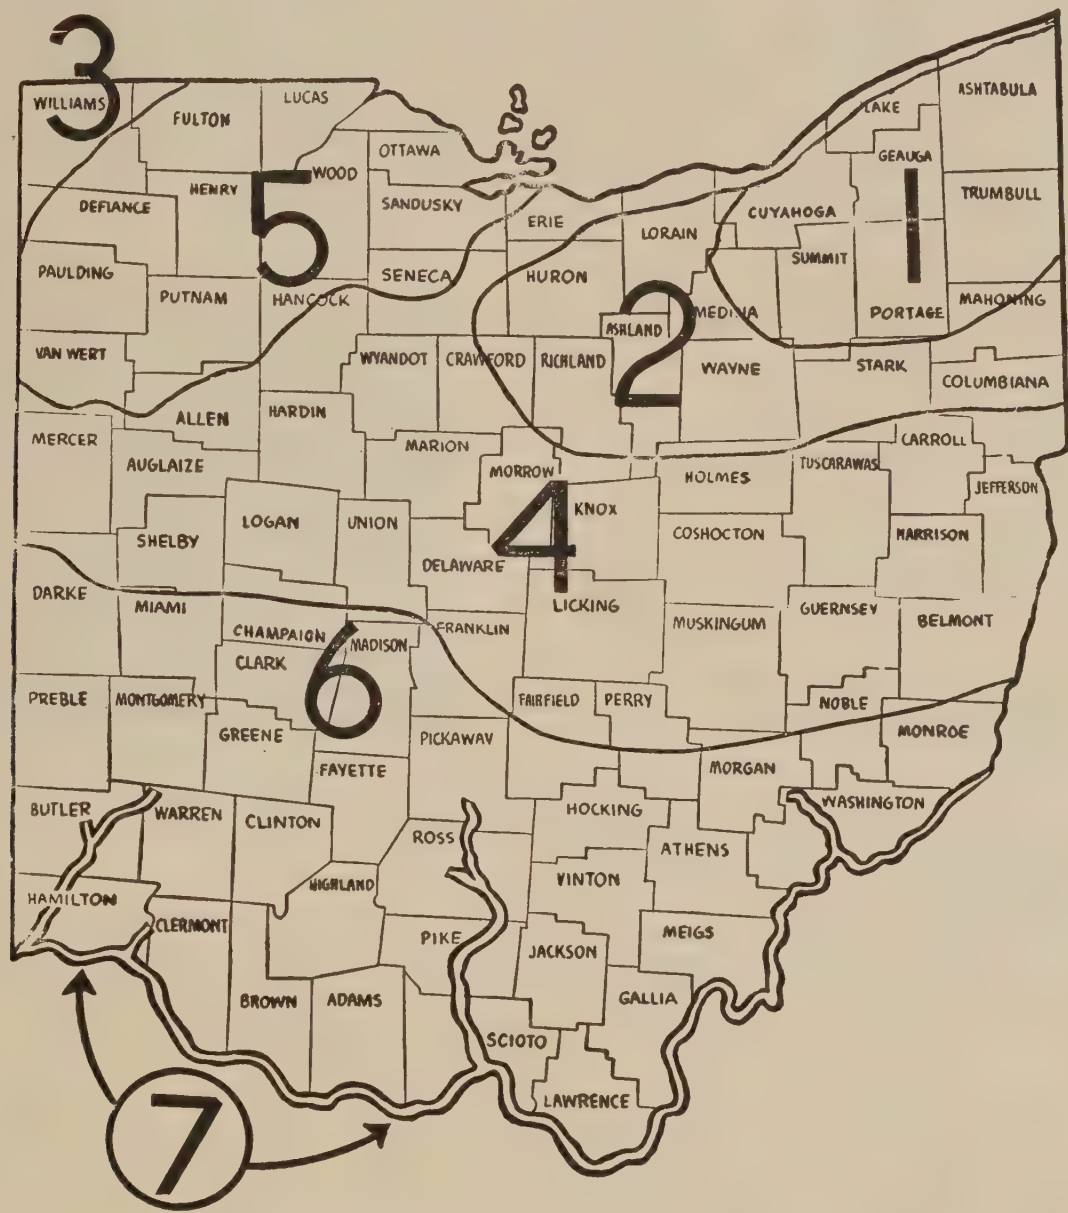 3
WILLIAMS
FULTON
LUCAS
OTTAWA
LAKE
ASHTABULA
GEAUGA
HENRY
WOOD
5
DEFIANCE
SANDUSKY
ERIE
CUYAHOGA
1
TRUMBULL
LORAIN
PAULDING
PUTNAM
HANCOCK
SENECA
HURON
SUMMIT
2
MEDINA
PORTAGE
MAHONING
ASHLAND
VAN WERT
WYANDOT
CRAWFORD
RICHLAND
WAYNE
STARK
COLUMBIANA
ALLEN
HARDIN
MERCER
AUGLAIZE
MARION
MORROW
HOLMES
TUSCARAWAS
CARROLL
JEFFERSON
LOGAN
UNION
4
KNOX
SHELBY
COSHOCTON
HARRISON
DELAWARE
DARKE
MIAMI
LICKING
GUERNSEY
CHAMPAIGN
MADISON
FRANKLIN
MUSKINGUM
BELMONT
CLARK
6
PREBLE
MONTGOMERY
FAIRFIELD
PERRY
NOBLE
GREENE
PICKAWAY
MONROE
FAYETTE
MORGAN
BUTLER
WARREN
CLINTON
HOCKING
WASHINGTON
ROSS
ATHENS
HIGHLAND
VINTON
HAMILTON
CLERMONT
PIKE
JACKSON
MEIGS
BROWN
ADAMS
GALLIA
SCIOTO
LAWRENCE
7